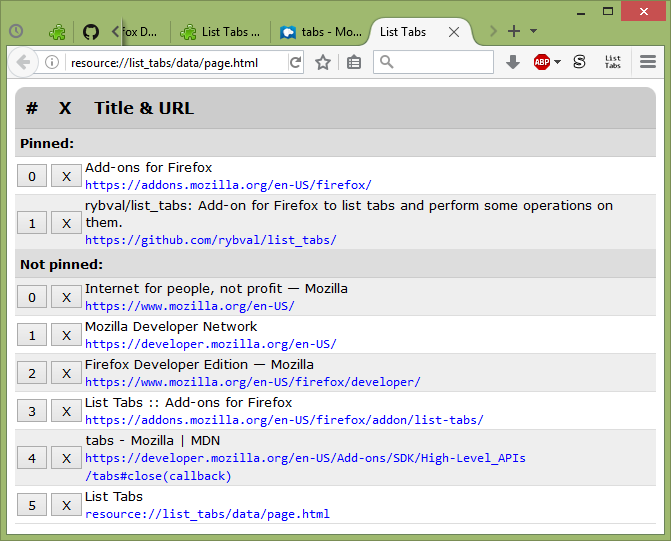 fox D...
List Tabs ...
tabs - Mo...
List Tabs
resource://list_tabs/data/page.html
ABP
S
List
Tabs
# X Title & URL
Pinned:
0 X Add-ons for Firefox
https://addons.mozilla.org/en-US/firefox/
1 X rybval/list_tabs: Add-on for Firefox to list tabs and perform some operations on
them.
https://github.com/rybval/list_tabs/
Not pinned:
0 X Internet for people, not profit — Mozilla
https://www.mozilla.org/en-US/
1 X Mozilla Developer Network
https://developer.mozilla.org/en-US/
2 X Firefox Developer Edition — Mozilla
https://www.mozilla.org/en-US/firefox/developer/
3 X List Tabs :: Add-ons for Firefox
https://addons.mozilla.org/en-US/firefox/addon/list-tabs/
4 X tabs - Mozilla | MDN
https://developer.mozilla.org/en-US/Add-ons/SDK/High-Level_APIs
/tabs#close(callback)
5 X List Tabs
resource://list_tabs/data/page.html